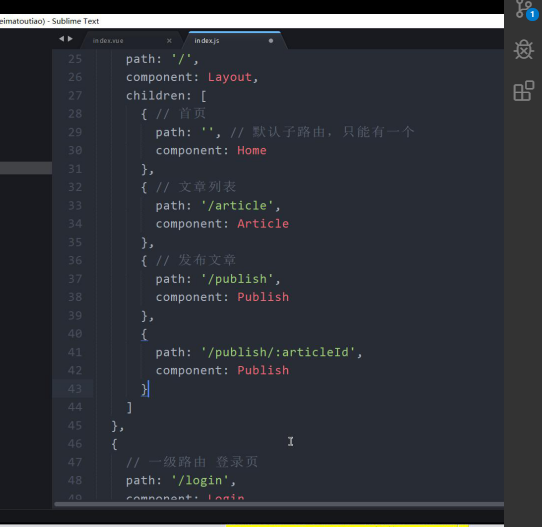 eimatoutiao) - Sublime Text
index.vue
index.js
1
25 path: '/',
26 component: Layout,
27 children: [
28 { // 首页
29 path: '', // 默认子路由，只能有一个
30 component: Home
31 },
32 { // 文章列表
33 path: '/article',
34 component: Article
35 },
36 { // 发布文章
37 path: '/publish',
38 component: Publish
39 },
40 {
41 path: '/publish/:articleId',
42 component: Publish
43 }
44 ]
45 },
46 {
47 // 一级路由 登录页
48 path: '/login',
49 component: Login